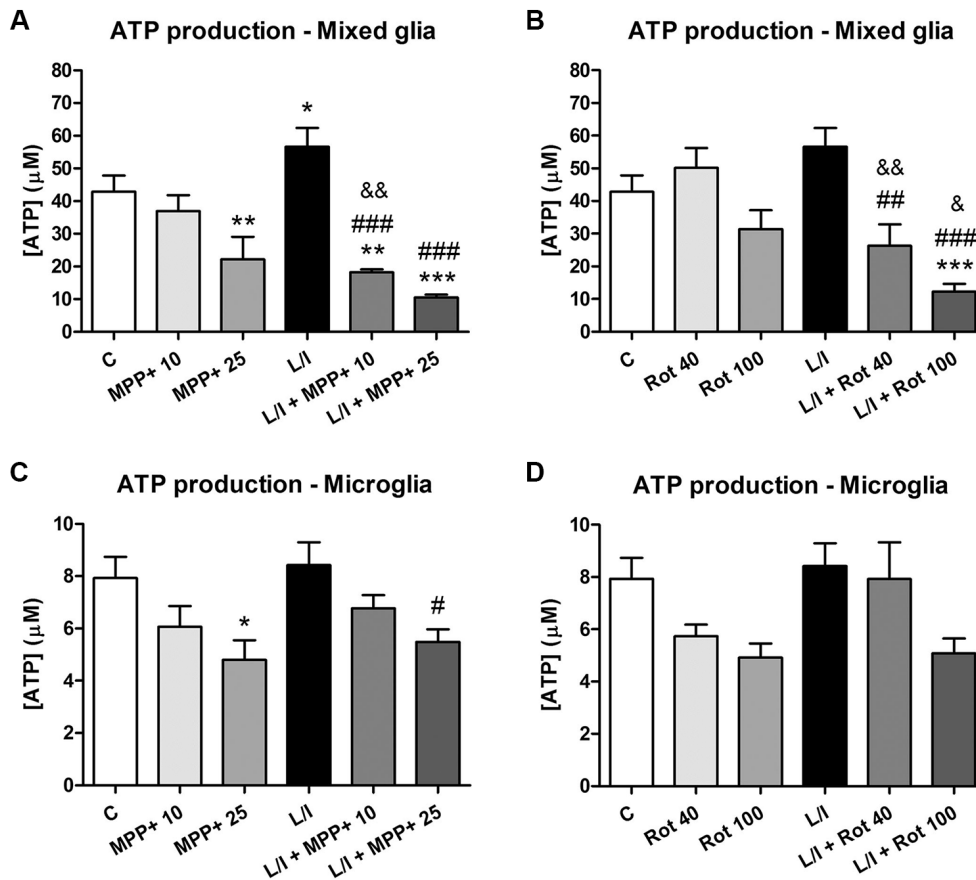 A
ATP production - Mixed glia
[ATP] (μM)
80
70
60
50
40
30
20
10
0
*
**
&&
###
**
###
***
C
MPP+ 10
MPP+ 25
L/I
L/I + MPP+ 10
L/I + MPP+ 25
B
ATP production - Mixed glia
[ATP] (μM)
80
70
60
50
40
30
20
10
0
&&
##
&
###
***
C
Rot 40
Rot 100
L/I
L/I + Rot 40
L/I + Rot 100
C
ATP production - Microglia
[ATP] (μM)
10
8
6
4
2
0
*
#
C
MPP+ 10
MPP+ 25
L/I
L/I + MPP+ 10
L/I + MPP+ 25
D
ATP production - Microglia
[ATP] (μM)
10
8
6
4
2
0
C
Rot 40
Rot 100
L/I
L/I + Rot 40
L/I + Rot 100